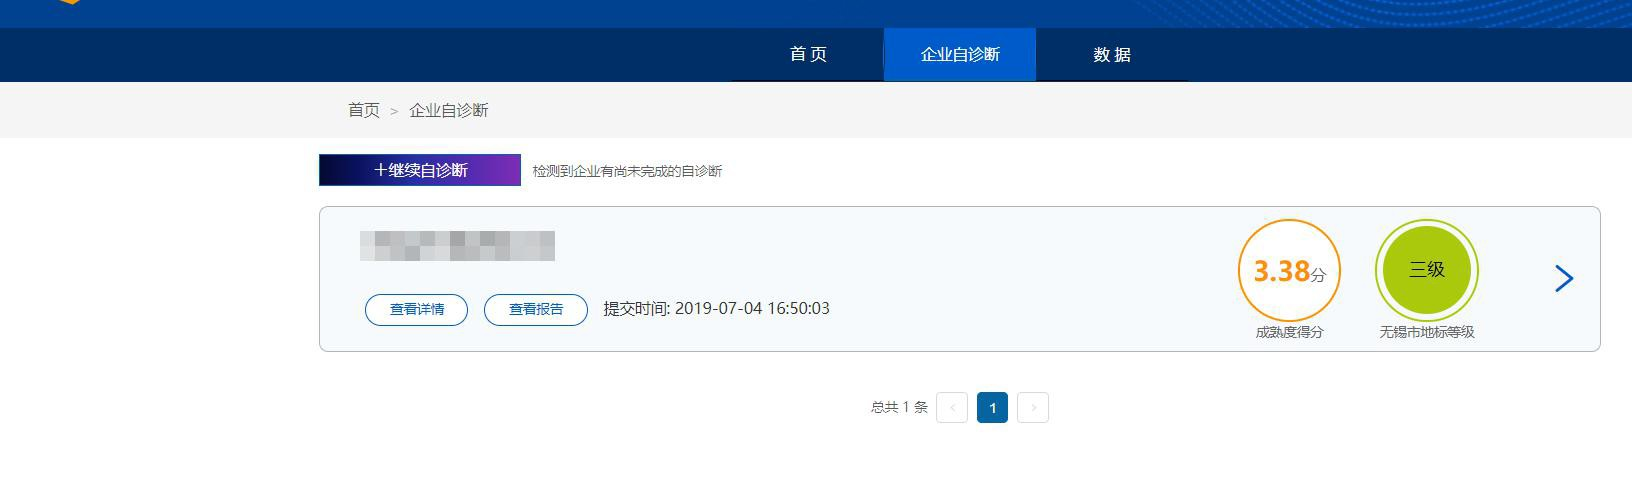 首页 企业自诊断 数据
首页 > 企业自诊断
十继续自诊断 检测到企业有尚未完成的自诊断
3.38分 三级
查看详情 查看报告 提交时间: 2019-07-04 16:50:03
成熟度得分 无锡市地标等级
总共 1 条 < 1 >